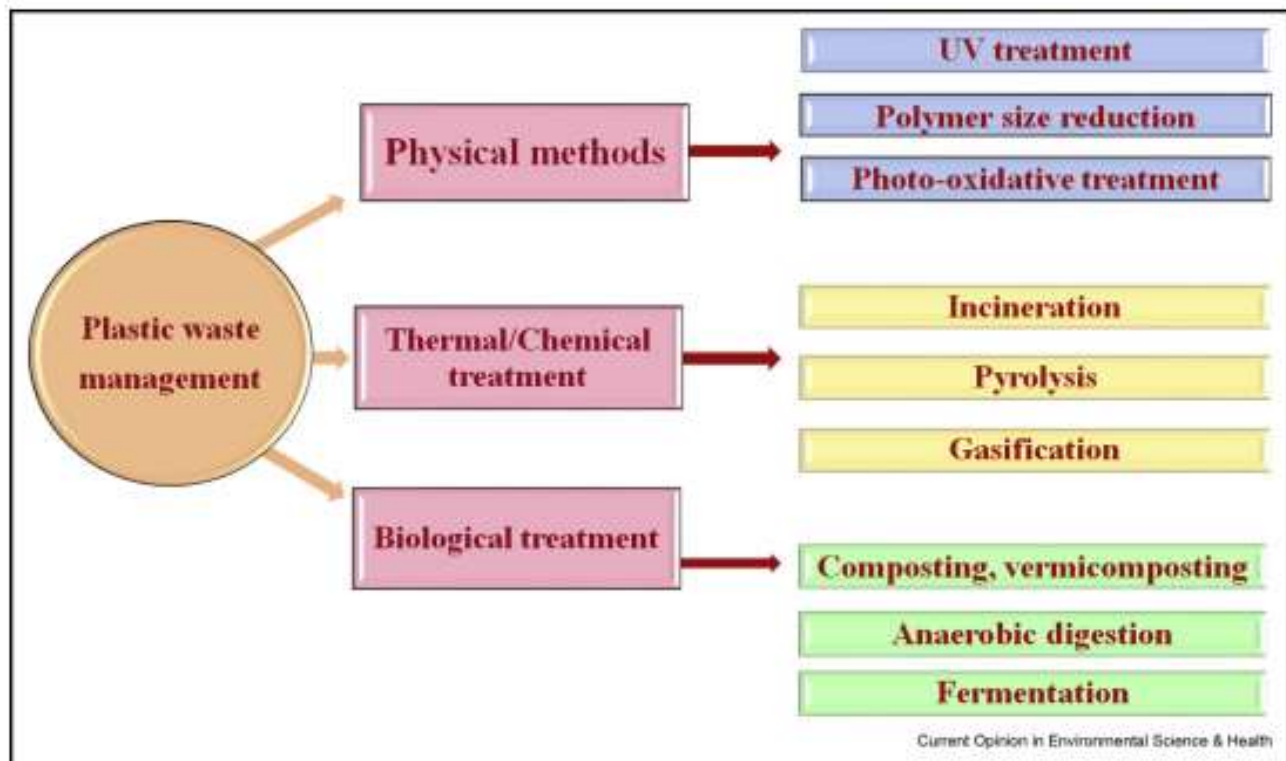 Plastic waste
management
Physical methods
UV treatment
Polymer size reduction
Photo-oxidative treatment
Thermal/Chemical
treatment
Incineration
Pyrolysis
Gasification
Biological treatment
Composting, vermicomposting
Anaerobic digestion
Fermentation
Current Opinion in Environmental Science & Health